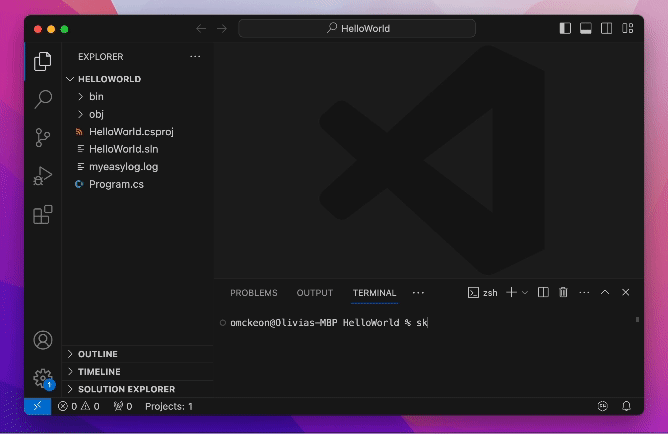 HelloWorld
EXPLORER
HELLOWORLD
bin
obj
HelloWorld.csproj
HelloWorld.sln
myeasylog.log
Program.cs
PROBLEMS OUTPUT TERMINAL
zsh
omckeon@Olivias-MBP HelloWorld % sk
OUTLINE
TIMELINE
SOLUTION EXPLORER
1
0 0 0 Projects: 1